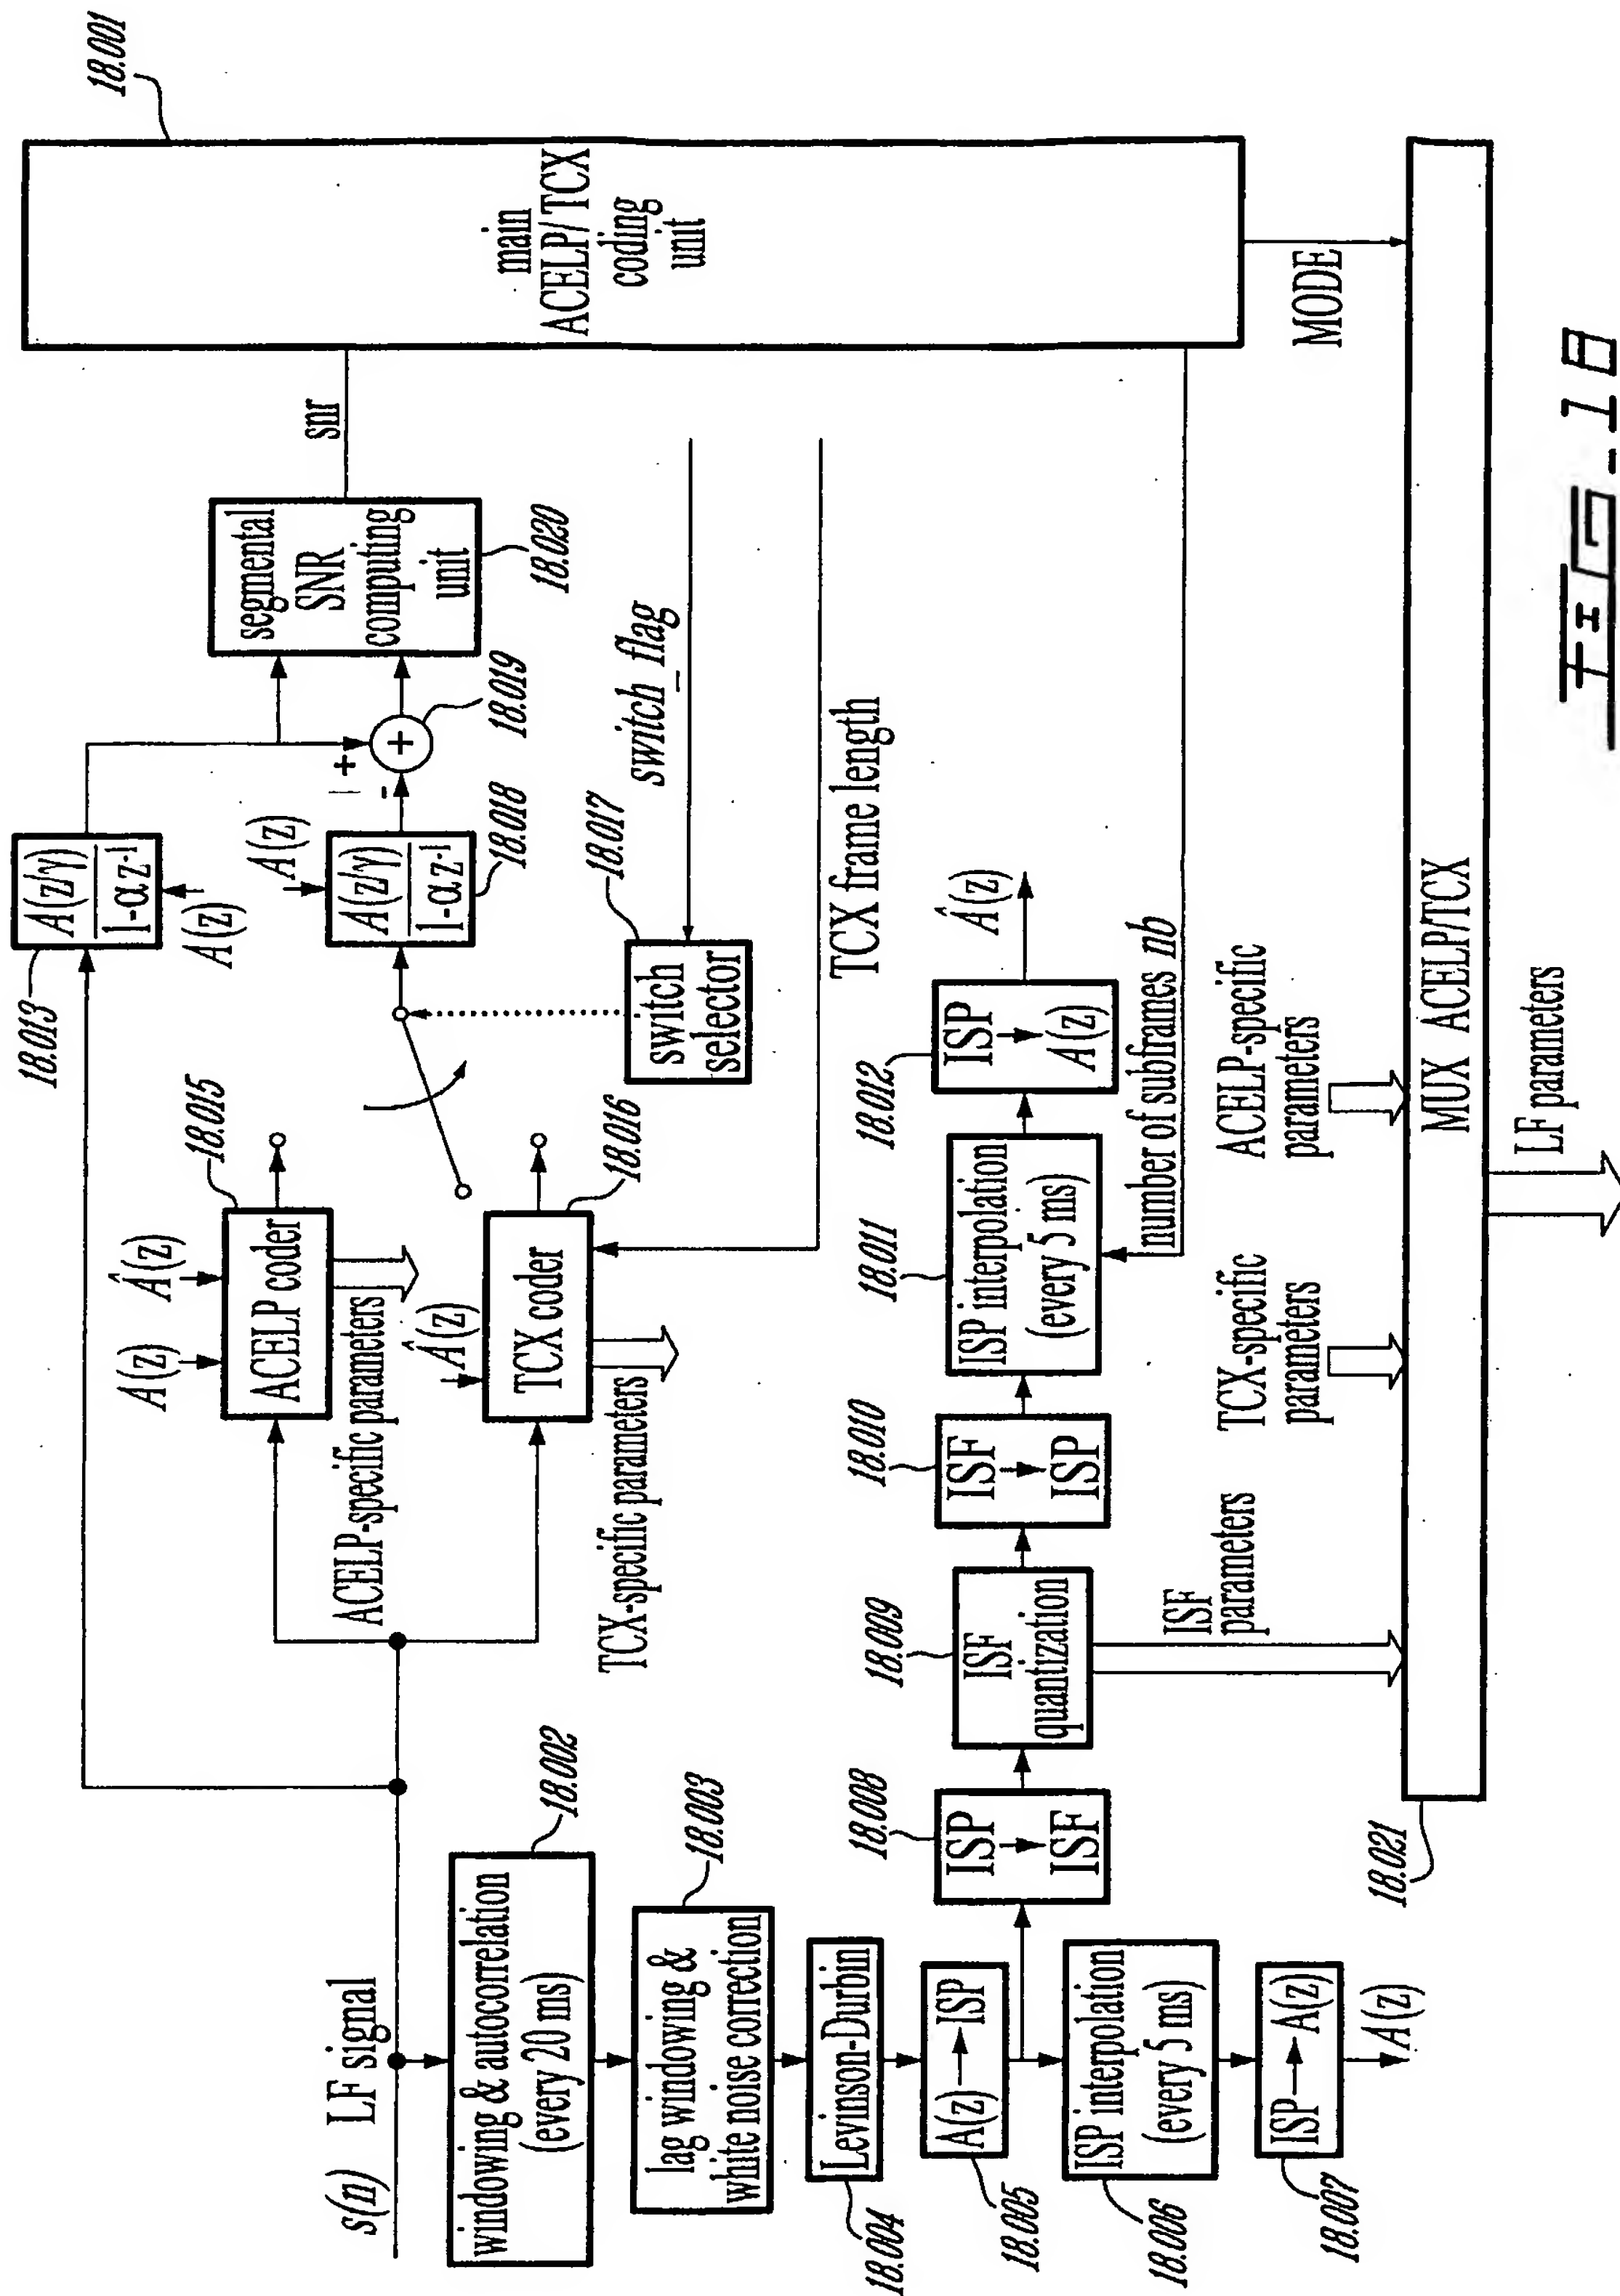 s(n) LF signal
windowing & autocorrelation
(every 20 ms)
18.002
lag windowing &
white noise correction
18.003
Levinson-Durbin
18.004
A(z) → ISP
18.005
ISP interpolation
(every 5 ms)
18.006
ISP → A(z)
18.007
A(z)
A(z) Â(z)
ACELP coder
18.015
ACELP-specific parameters
Â(z)
TCX coder
18.016
TCX-specific parameters
A(z/γ)
1-αz⁻¹
18.013
A(z)
A(z)
A(z/γ)
1-αz⁻¹
18.018
+
-
+
18.019
switch
selector
18.017
switch_flag
TCX frame length
segmental
SNR
computing
unit
18.020
snr
main
ACELP/TCX
coding
unit
18.001
ISP
→
ISF
18.008
ISF
quantization
18.009
ISF
→
ISP
18.010
ISP interpolation
(every 5 ms)
18.011
ISP
→
A(z)
18.012
Â(z)
number of subframes nb
ISF
parameters
TCX-specific
parameters
ACELP-specific
parameters
MODE
MUX ACELP/TCX
18.021
LF parameters
FIG-18